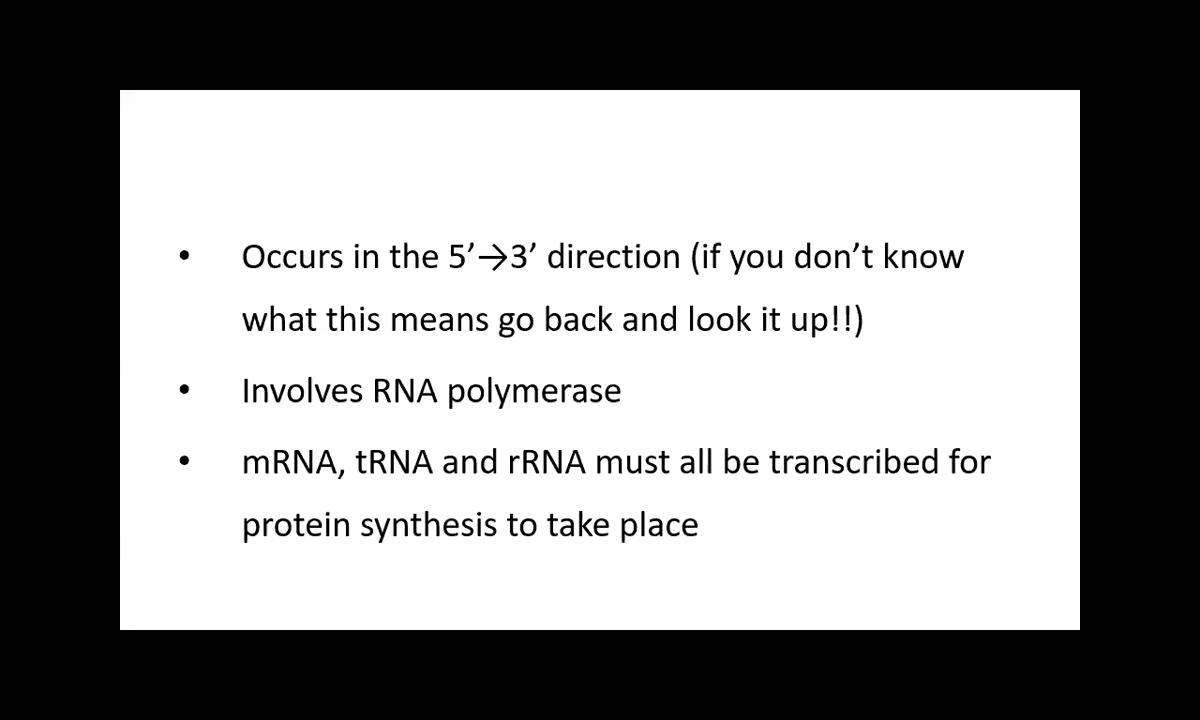 • Occurs in the 5’→3’ direction (if you don’t know
what this means go back and look it up!!)
• Involves RNA polymerase
• mRNA, tRNA and rRNA must all be transcribed for
protein synthesis to take place